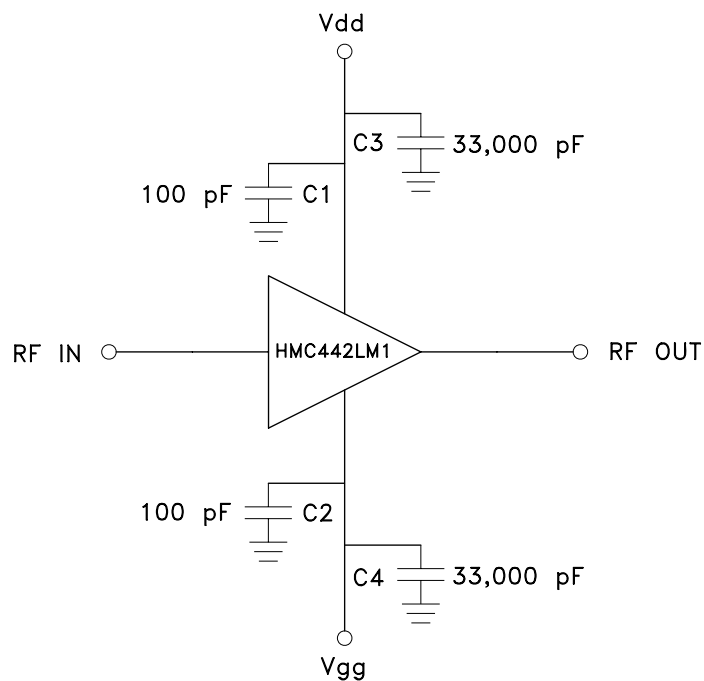 Vdd
C3 33,000 pF
100 pF C1
RF IN HMC442LM1 RF OUT
100 pF C2
C4 33,000 pF
Vgg